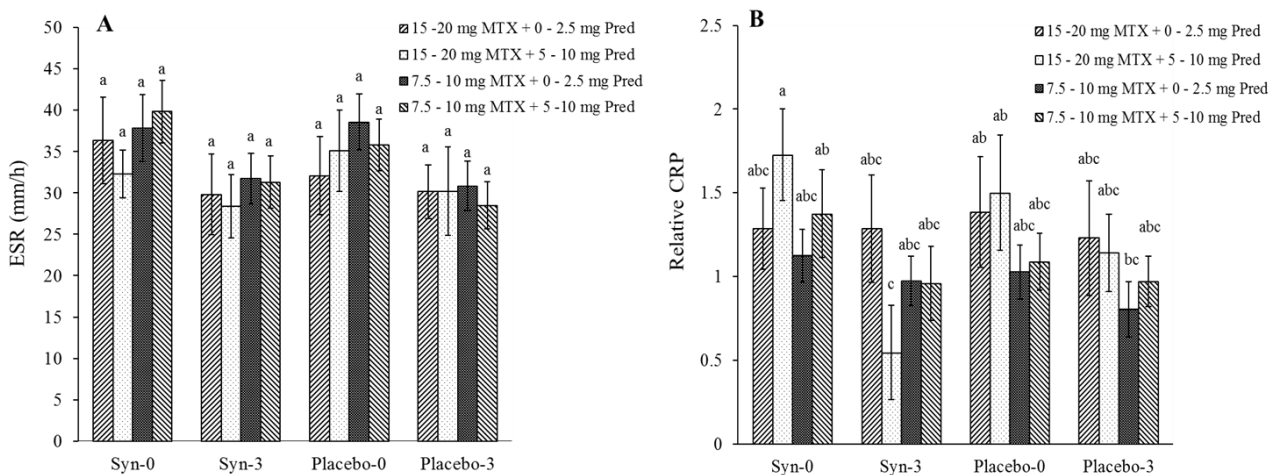 A
ESR (mm/h)
50
45
40
35
30
25
20
15
10
5
0
15 -20 mg MTX + 0 - 2.5 mg Pred
15 - 20 mg MTX + 5 - 10 mg Pred
7.5 - 10 mg MTX + 0 - 2.5 mg Pred
7.5 - 10 mg MTX + 5 -10 mg Pred
a a a a a a a a a a a a a a a a
Syn-0 Syn-3 Placebo-0 Placebo-3
B
Relative CRP
2.5
2
1.5
1
0.5
0
15 -20 mg MTX + 0 - 2.5 mg Pred
15 - 20 mg MTX + 5 - 10 mg Pred
7.5 - 10 mg MTX + 0 - 2.5 mg Pred
7.5 - 10 mg MTX + 5 -10 mg Pred
abc a abc ab abc c abc abc ab ab abc abc abc abc bc abc
Syn-0 Syn-3 Placebo-0 Placebo-3